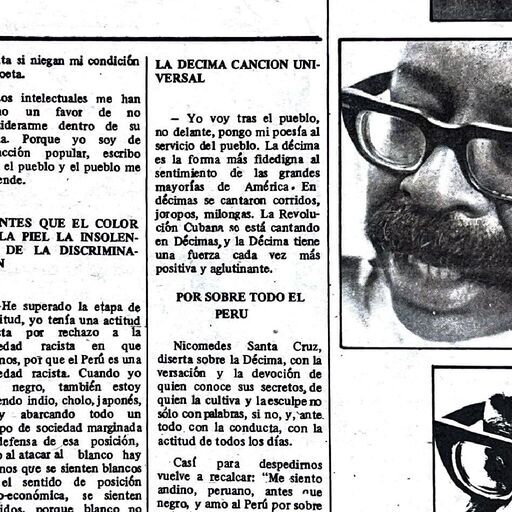 ta si niegan mi condición
oeta.
os intelectuales me han
o un favor de no
siderarme dentro de su
a. Porque yo soy de
acción popular, escribo
el pueblo y el pueblo me
ende.
NTES QUE EL COLOR
LA PIEL LA INSOLEN-
DE LA DISCRIMINA-
N
-He superado la etapa de
itud, yo tenía una actitud
sta por rechazo a la
edad racista en que
mos, por que el Perú es una
edad racista. Cuando yo
negro, también estoy
endo indio, cholo, japonés,
y abarcando todo un
po de sociedad marginada
defensa de esa posición,
o al atacar al blanco hay
nos que se sienten blancos
el sentido de posición
o-económica, se sienten
idos, porque blanco no
LA DECIMA CANCION UNI-
VERSAL
— Yo voy tras el pueblo,
no delante, pongo mi poesía al
servicio del pueblo. La décima
es la forma más fidedigna al
sentimiento de las grandes
mayorías de América. En
décimas se cantaron corridos,
joropos, milongas. La Revolu-
ción Cubana se está cantando
en Décimas, y la Décima tiene
una fuerza cada vez más
positiva y aglutinante.
POR SOBRE TODO EL
PERU
Nicomedes Santa Cruz,
diserta sobre la Décima, con la
versación y la devoción de
quien conoce sus secretos, de
quien la cultiva y la esculpe no
sólo con palabras, si no, y, ante
todo con la conducta, con la
actitud de todos los días.
Casí para despedirnos
vuelve a recalcar: "Me siento
andino, peruano, antes que
negro, y amo al Perú por sobre